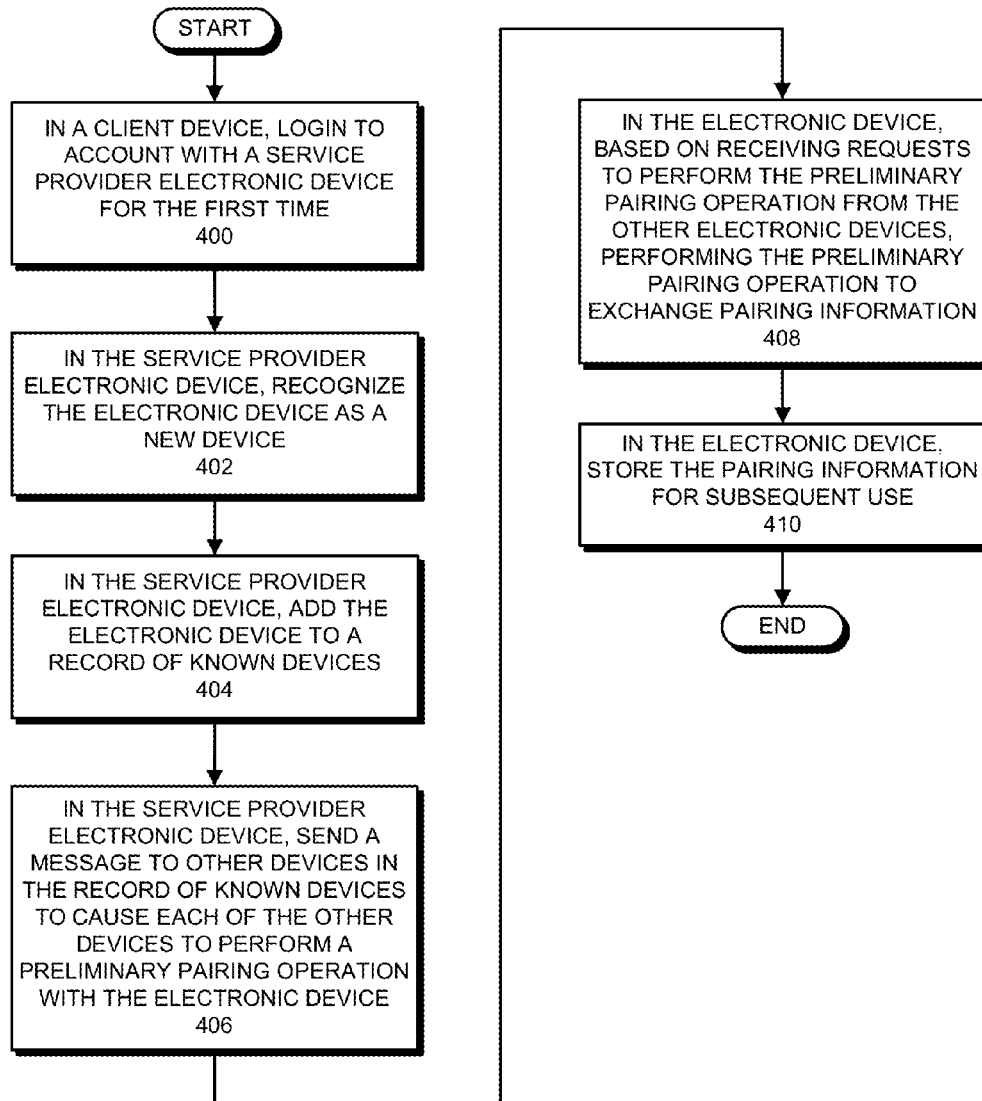 START
IN A CLIENT DEVICE, LOGIN TO
ACCOUNT WITH A SERVICE
PROVIDER ELECTRONIC DEVICE
FOR THE FIRST TIME
400
IN THE SERVICE PROVIDER
ELECTRONIC DEVICE, RECOGNIZE
THE ELECTRONIC DEVICE AS A
NEW DEVICE
402
IN THE SERVICE PROVIDER
ELECTRONIC DEVICE, ADD THE
ELECTRONIC DEVICE TO A
RECORD OF KNOWN DEVICES
404
IN THE SERVICE PROVIDER
ELECTRONIC DEVICE, SEND A
MESSAGE TO OTHER DEVICES IN
THE RECORD OF KNOWN DEVICES
TO CAUSE EACH OF THE OTHER
DEVICES TO PERFORM A
PRELIMINARY PAIRING OPERATION
WITH THE ELECTRONIC DEVICE
406
IN THE ELECTRONIC DEVICE,
BASED ON RECEIVING REQUESTS
TO PERFORM THE PRELIMINARY
PAIRING OPERATION FROM THE
OTHER ELECTRONIC DEVICES,
PERFORMING THE PRELIMINARY
PAIRING OPERATION TO
EXCHANGE PAIRING INFORMATION
408
IN THE ELECTRONIC DEVICE,
STORE THE PAIRING INFORMATION
FOR SUBSEQUENT USE
410
END